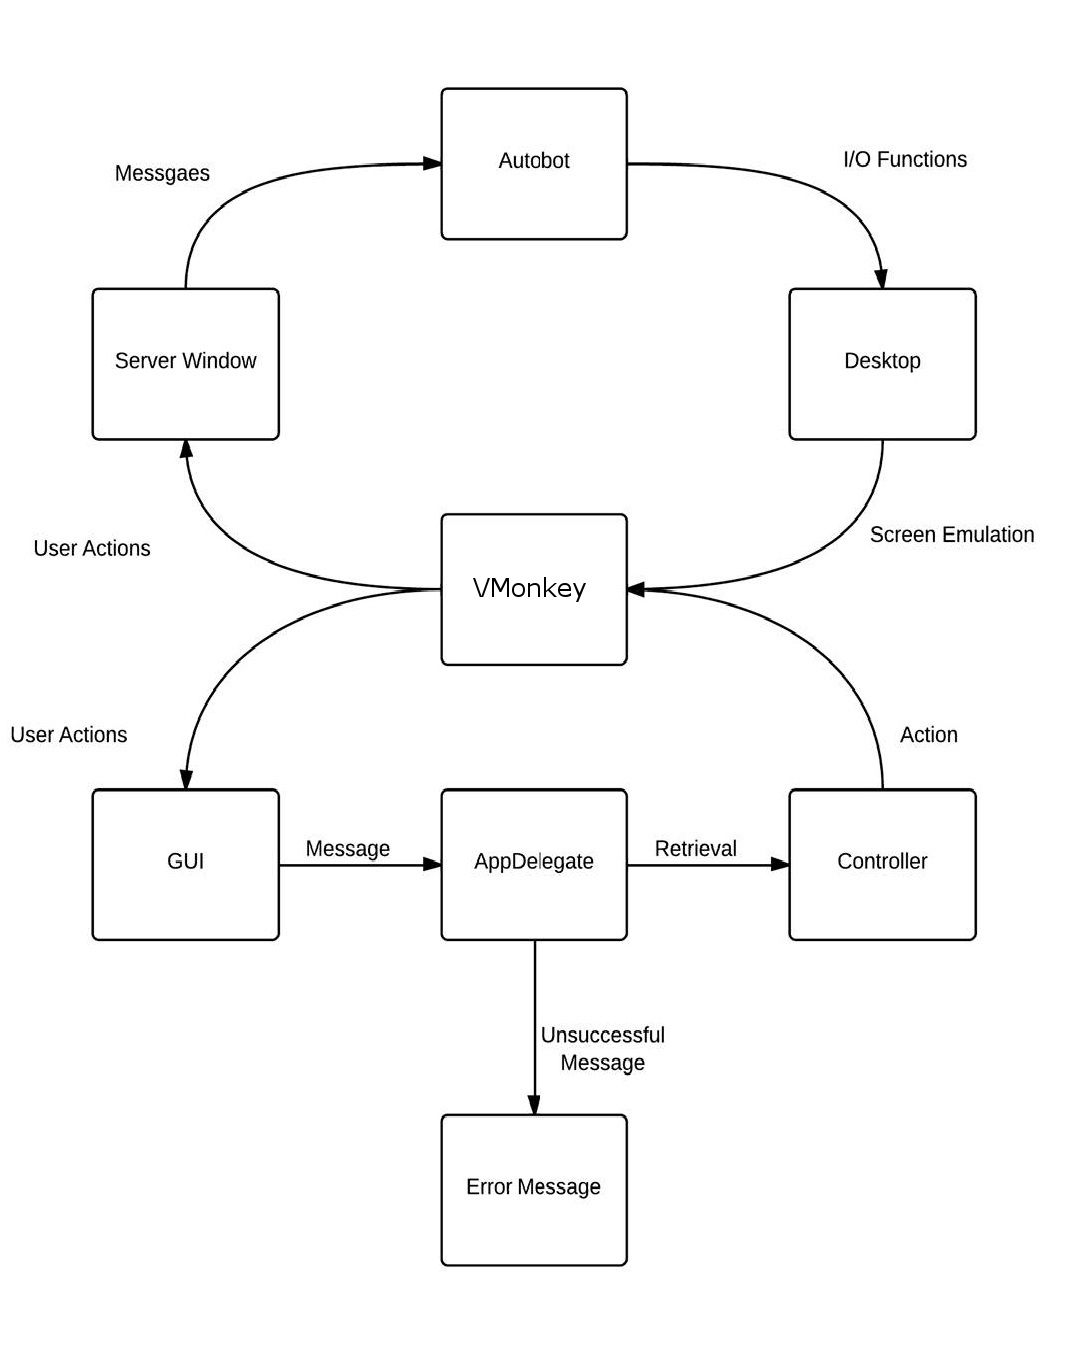 Autobot
I/O Functions
Messgaes
Server Window
Desktop
User Actions
Screen Emulation
VMonkey
User Actions
Action
GUI
Message
AppDelegate
Retrieval
Controller
Unsuccessful
Message
Error Message